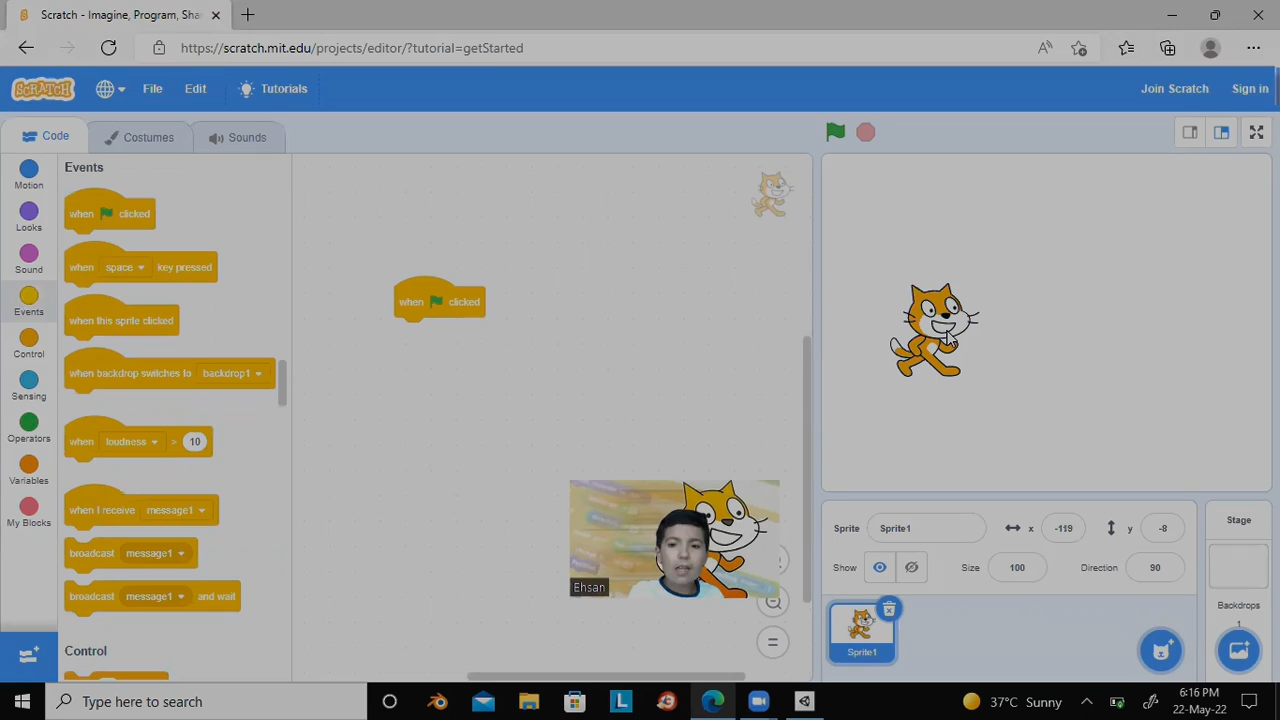 Scratch - Imagine, Program, Sha
https://scratch.mit.edu/projects/editor/?tutorial=getStarted
SCRATCH
File
Edit
Tutorials
Join Scratch
Sign in
Code
Costumes
Sounds
Motion
Looks
Sound
Events
Control
Sensing
Operators
Variables
My Blocks
Events
when clicked
when space key pressed
when this sprite clicked
when backdrop switches to backdrop1
when loudness > 10
when I receive message1
broadcast message1
broadcast message1 and wait
Control
when clicked
Ehsan
Sprite Sprite1 x -119 y -8
Show Size 100 Direction 90
Sprite1
Stage
Backdrops
1
Type here to search
37°C Sunny
6:16 PM
22-May-22